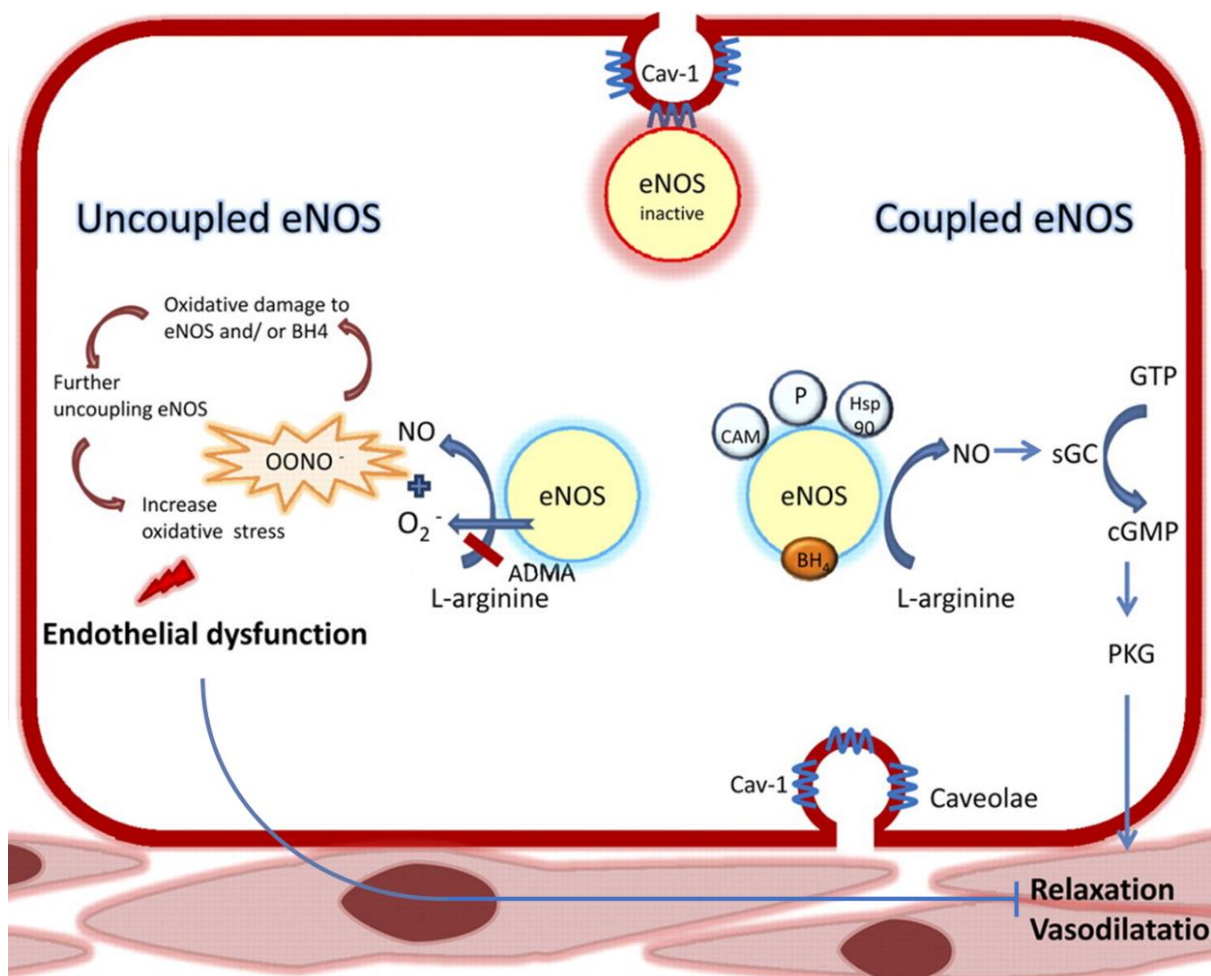 Cav-1
eNOS
inactive
Uncoupled eNOS
Coupled eNOS
Oxidative damage to
eNOS and/ or BH4
Further
uncoupling eNOS
OONO⁻
Increase
oxidative stress
Endothelial dysfunction
NO
+
O₂⁻
eNOS
ADMA
L-arginine
CAM
P
Hsp
90
eNOS
BH₄
L-arginine
NO
sGC
GTP
cGMP
PKG
Cav-1
Caveolae
Relaxation
Vasodilatatio